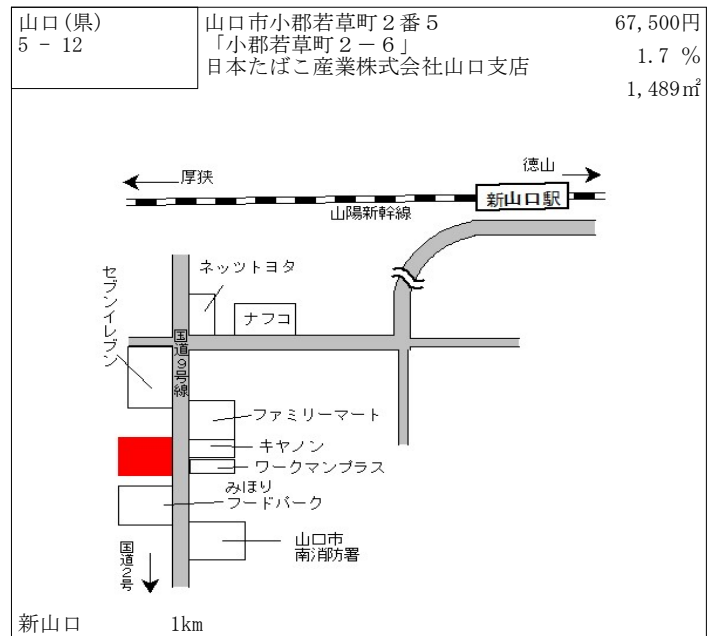 山口(県)
5 - 12
山口市小郡若草町２番５
「小郡若草町２－６」
日本たばこ産業株式会社山口支店
67,500円
1.7 %
1,489㎡
厚狭
徳山
新山口駅
山陽新幹線
セブンイレブン
ネッツトヨタ
ナフコ
国道9号線
ファミリーマート
キヤノン
ワークマンプラス
みほり
フードパーク
山口市
南消防署
国道2号
新山口 1km